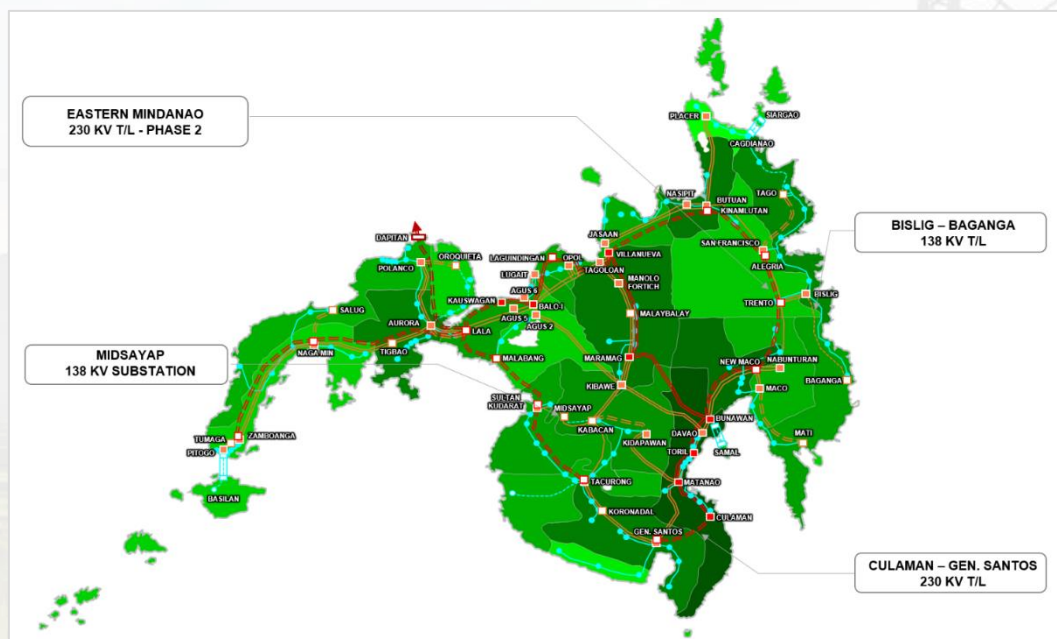 EASTERN MINDANAO
230 KV T/L - PHASE 2
PLACER
SIARGAO
CAGDIANAO
NASIPIT
BUTUAN
TAGO
KINAMLUTAN
DAPITAN
JASAAN
BISLIG – BAGANGA
138 KV T/L
OROQUIETA
LAGUINDINGAN
OPOL
VILLANUEVA
SAN FRANCISCO
POLANCO
LUGAIT
TAGOLOAN
ALEGRIA
MANOLO
FORTICH
AGUS 6
KAUSWAGAN
BALO-I
TRENTO
BISLIG
SALUG
AGUS 5
MALAYBALAY
AURORA
AGUS 2
LALA
NAGA MIN
TIGBAO
MALABANG
MARAMAG
NEW MACO
NABUNTURAN
MIDSAYAP
138 KV SUBSTATION
KIBAWE
MACO
BAGANGA
SULTAN
KUDARAT
MIDSAYAP
KABACAN
BUNAWAN
KIDAPAWAN
DAVAO
MATI
TUMAGA
ZAMBOANGA
PITOGO
TORIL
SAMAL
BASILAN
TACURONG
MATANAO
KORONADAL
CULAMAN
GEN. SANTOS
CULAMAN – GEN. SANTOS
230 KV T/L